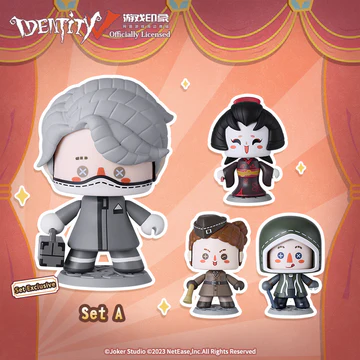 IDENTITY V
游戏印象
Officially Licensed
Set Exclusive
Set A
©Joker Studio ©2023 NetEase,Inc.All Rights Reserved